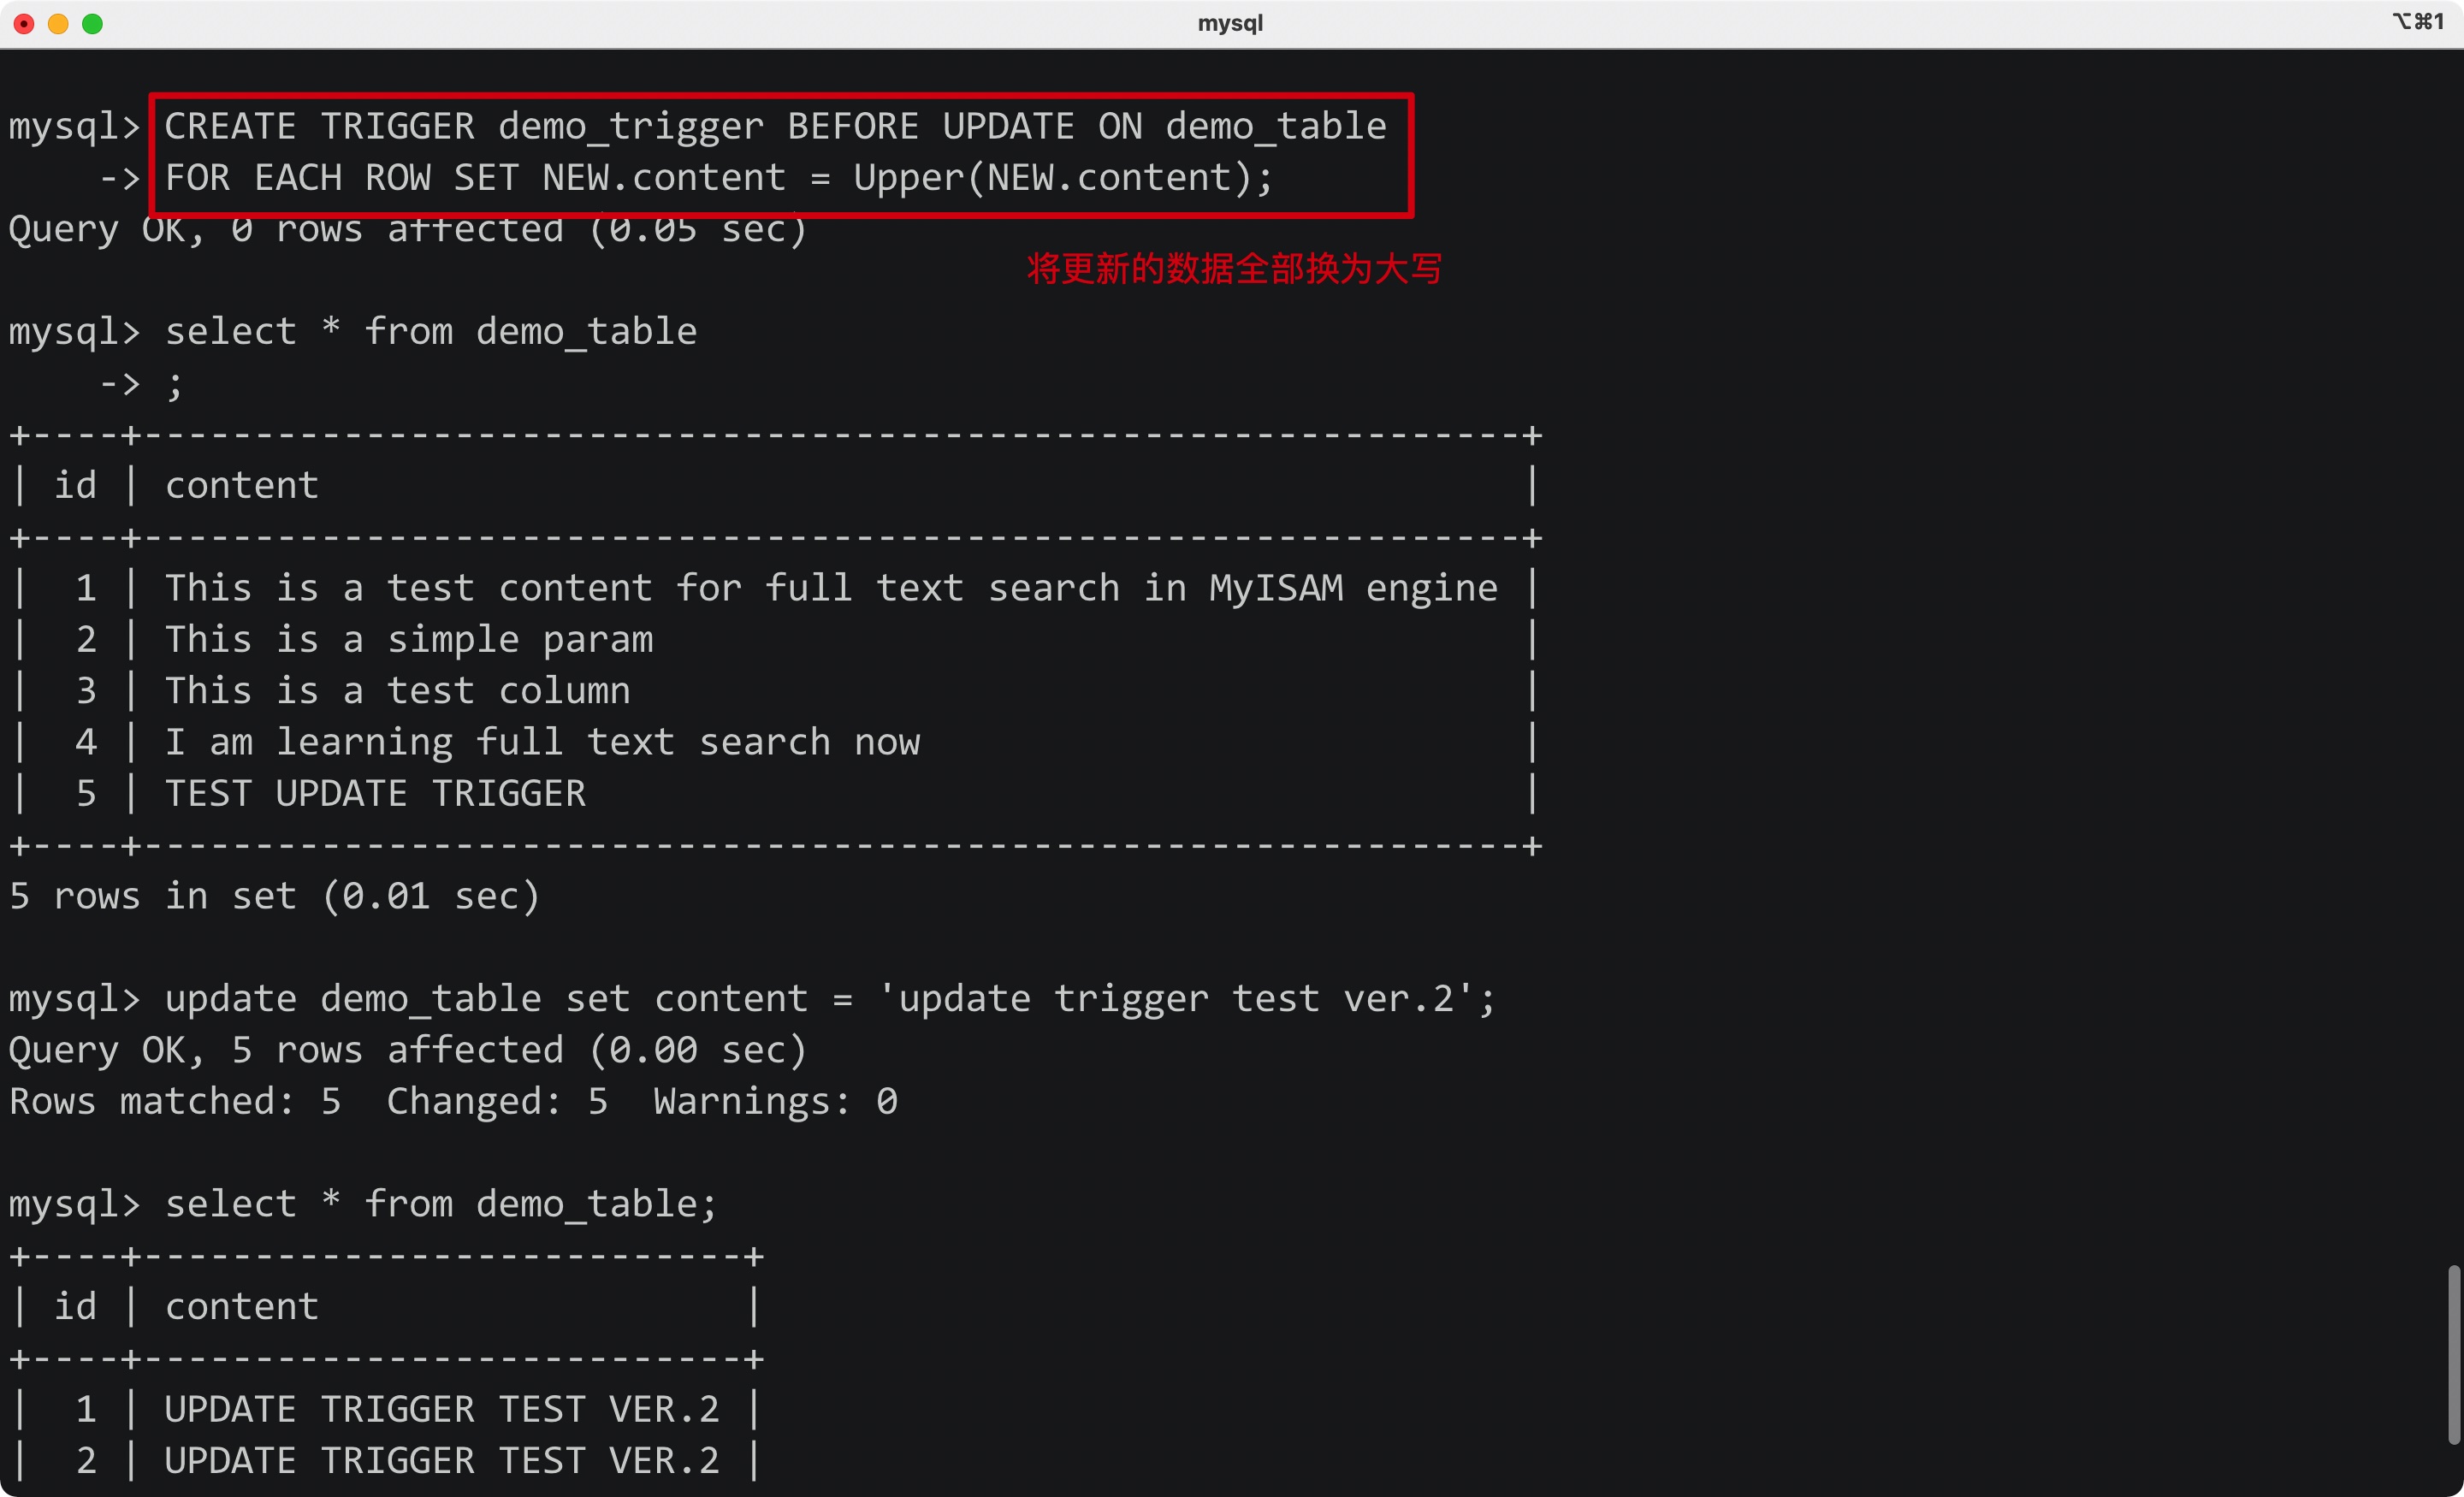 mysql
⌥⌘1
mysql> CREATE TRIGGER demo_trigger BEFORE UPDATE ON demo_table
    -> FOR EACH ROW SET NEW.content = Upper(NEW.content);
Query OK, 0 rows affected (0.05 sec)
将更新的数据全部换为大写
mysql> select * from demo_table
    -> ;
+----+--------------------------------------------------------------+
| id | content                                                      |
+----+--------------------------------------------------------------+
|  1 | This is a test content for full text search in MyISAM engine |
|  2 | This is a simple param                                       |
|  3 | This is a test column                                        |
|  4 | I am learning full text search now                           |
|  5 | TEST UPDATE TRIGGER                                          |
+----+--------------------------------------------------------------+
5 rows in set (0.01 sec)
mysql> update demo_table set content = 'update trigger test ver.2';
Query OK, 5 rows affected (0.00 sec)
Rows matched: 5  Changed: 5  Warnings: 0
mysql> select * from demo_table;
+----+---------------------------+
| id | content                   |
+----+---------------------------+
|  1 | UPDATE TRIGGER TEST VER.2 |
|  2 | UPDATE TRIGGER TEST VER.2 |